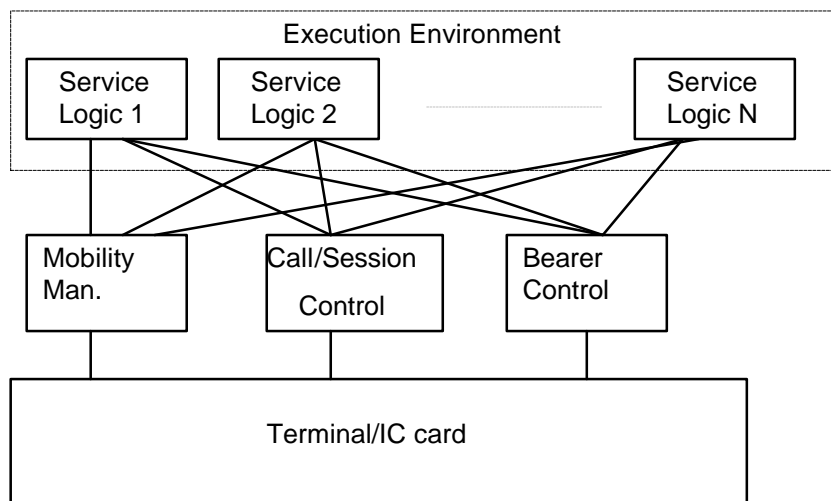 Execution Environment
Service
Logic 1
Service
Logic 2
Service
Logic N
Mobility
Man.
Call/Session
Control
Bearer
Control
Terminal/IC card